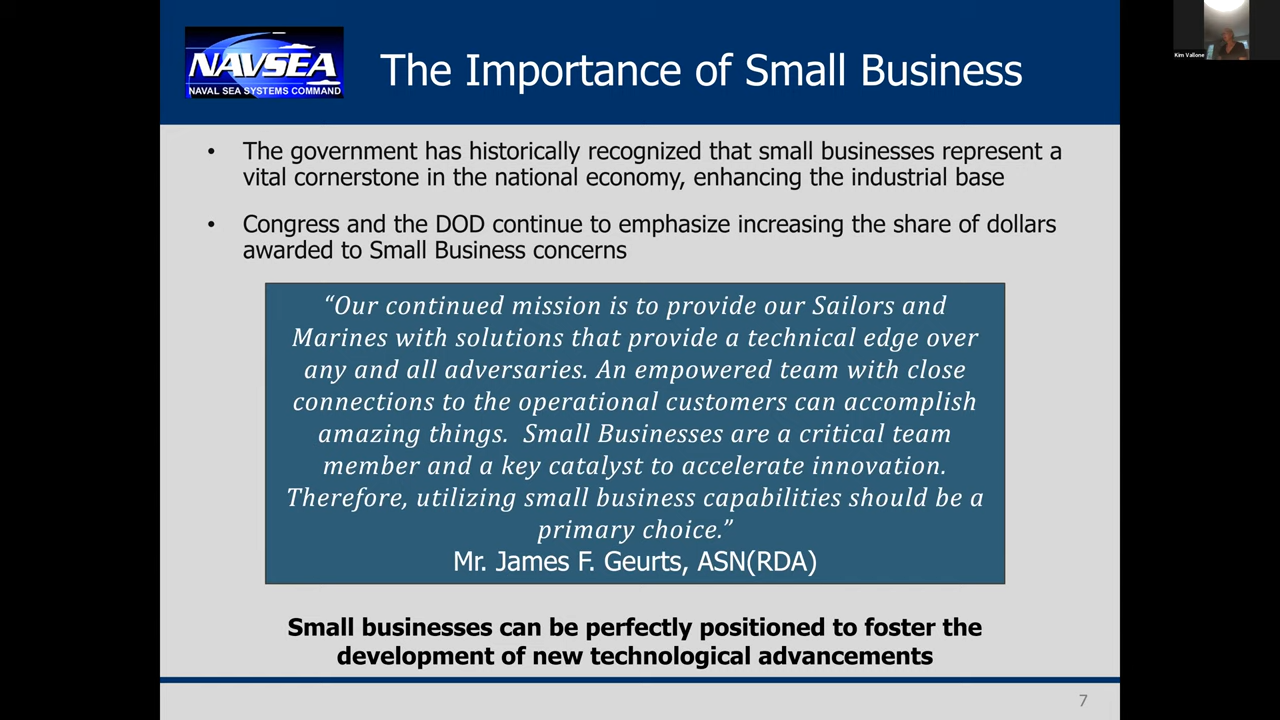 NAVSEA
NAVAL SEA SYSTEMS COMMAND
The Importance of Small Business
Kim Vallone
• The government has historically recognized that small businesses represent a
vital cornerstone in the national economy, enhancing the industrial base
• Congress and the DOD continue to emphasize increasing the share of dollars
awarded to Small Business concerns
“Our continued mission is to provide our Sailors and
Marines with solutions that provide a technical edge over
any and all adversaries. An empowered team with close
connections to the operational customers can accomplish
amazing things.  Small Businesses are a critical team
member and a key catalyst to accelerate innovation.
Therefore, utilizing small business capabilities should be a
primary choice.”
Mr. James F. Geurts, ASN(RDA)
Small businesses can be perfectly positioned to foster the
development of new technological advancements
7